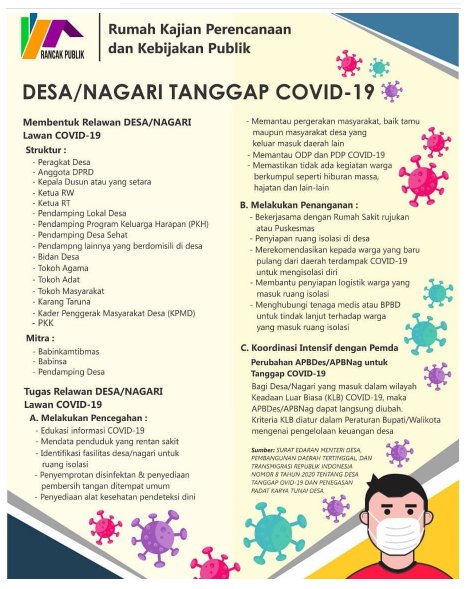 RANCAK PUBLIK
Rumah Kajian Perencanaan
dan Kebijakan Publik
DESA/NAGARI TANGGAP COVID-19
Membentuk Relawan DESA/NAGARI
Lawan COVID-19
Struktur :
- Peragkat Desa
- Anggota DPRD
- Kepala Dusun atau yang setara
- Ketua RW
- Ketua RT
- Pendamping Lokal Desa
- Pendamping Program Keluarga Harapan (PKH)
- Pendamping Desa Sehat
- Pendampng lainnya yang berdomisili di desa
- Bidan Desa
- Tokoh Agama
- Tokoh Adat
- Tokoh Masyarakat
- Karang Taruna
- Kader Penggerak Masyarakat Desa (KPMD)
- PKK
Mitra :
- Babinkamtibmas
- Babinsa
- Pendamping Desa
Tugas Relawan DESA/NAGARI
Lawan COVID-19
A. Melakukan Pencegahan :
- Edukasi informasi COVID-19
- Mendata penduduk yang rentan sakit
- Identifikasi fasilitas desa/nagari untuk
ruang isolasi
- Penyemprotan disinfektan & penyediaan
pembersih tangan ditempat umum
- Penyediaan alat kesehatan pendeteksi dini
- Memantau pergerakan masyarakat, baik tamu
maupun masyarakat desa yang
keluar masuk daerah lain
- Memantau ODP dan PDP COVID-19
- Memastikan tidak ada kegiatan warga
berkumpul seperti hiburan massa,
hajatan dan lain-lain
B. Melakukan Penanganan :
- Bekerjasama dengan Rumah Sakit rujukan
atau Puskesmas
- Penyiapan ruang isolasi di desa
- Merekomendasikan kepada warga yang baru
pulang dari daerah terdampak COVID-19
untuk mengisolasi diri
- Membantu penyiapan logistik warga yang
masuk ruang isolasi
- Menghubungi tenaga medis atau BPBD
untuk tindak lanjut terhadap warga
yang masuk ruang isolasi
C. Koordinasi Intensif dengan Pemda
Perubahan APBDes/APBNag untuk
Tanggap COVID-19
Bagi Desa/Nagari yang masuk dalam wilayah
Keadaan Luar Biasa (KLB) COVID-19, maka
APBDes/APBNag dapat langsung diubah.
Kriteria KLB diatur dalam Peraturan Bupati/Walikota
mengenai pengelolaan keuangan desa
Sumber: SURAT EDARAN MENTERI DESA,
PEMBANGUNAN DAERAH TERTINGGAL, DAN
TRANSMIGRASI REPUBLIK INDONESIA
NOMOR 8 TAHUN 2020 TENTANG DESA
TANGGAP OVID-19 DAN PENEGASAN
PADAT KARYA TUNAI DESA